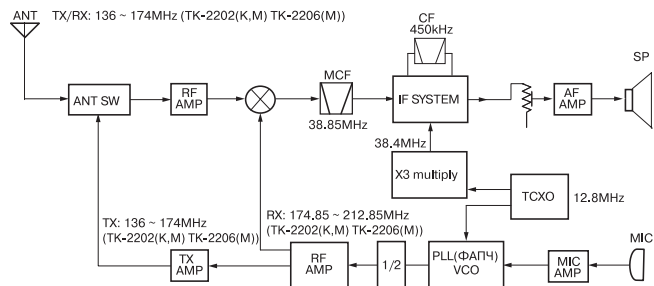 ANT
TX/RX: 136 ~ 174MHz (TK-2202(K,M) TK-2206(M))
CF
450kHz
SP
MCF
ANT SW
RF
AMP
IF SYSTEM
AF
AMP
38.85MHz
38.4MHz
X3 multiply
TCXO
12.8MHz
TX: 136 ~ 174MHz
(TK-2202(K,M) TK-2206(M))
RX: 174.85 ~ 212.85MHz
(TK-2202(K,M) TK-2206(M))
MIC
TX
AMP
RF
AMP
1/2
PLL(ФАПЧ)
VCO
MIC
AMP